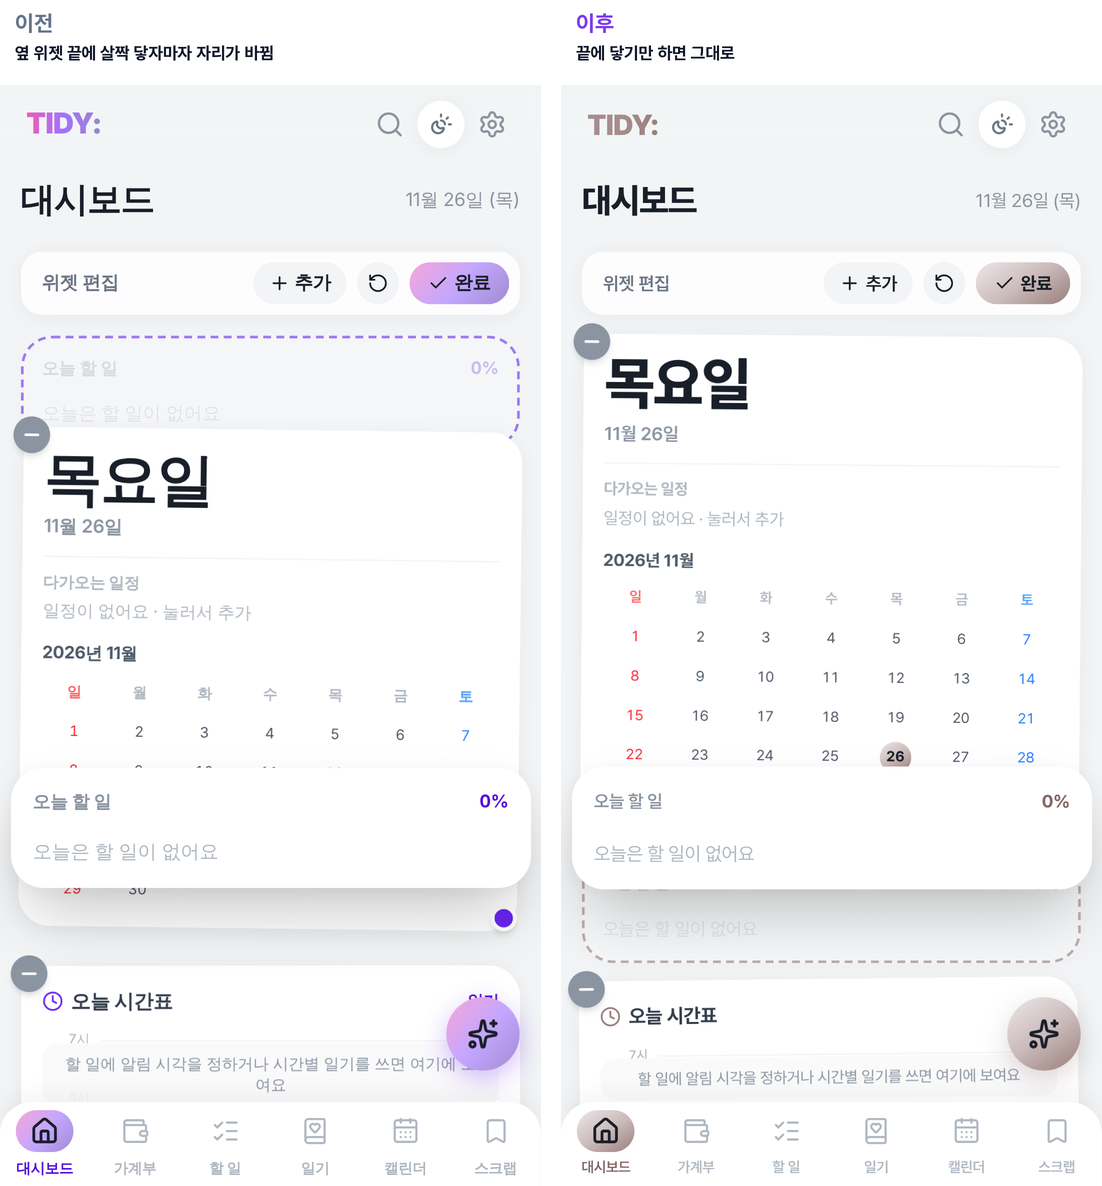 이전
옆 위젯 끝에 살짝 닿자마자 자리가 바뀜
TIDY:
대시보드
11월 26일 (목)
위젯 편집
추가
완료
오늘 할 일
0%
오늘은 할 일이 없어요
목요일
11월 26일
다가오는 일정
일정이 없어요 · 눌러서 추가
2026년 11월
일 월 화 수 목 금 토
1 2 3 4 5 6 7
오늘 할 일
0%
오늘은 할 일이 없어요
29 30
오늘 시간표
7시
할 일에 알림 시각을 정하거나 시간별 일기를 쓰면 여기에
여요
대시보드 가계부 할 일 일기 캘린더 스크랩
이후
끝에 닿기만 하면 그대로
TIDY:
대시보드
11월 26일 (목)
위젯 편집
추가
완료
목요일
11월 26일
다가오는 일정
일정이 없어요 · 눌러서 추가
2026년 11월
일 월 화 수 목 금 토
1 2 3 4 5 6 7
8 9 10 11 12 13 14
15 16 17 18 19 20 21
22 23 24 25 26 27 28
오늘 할 일
0%
오늘은 할 일이 없어요
오늘은 할 일이 없어요
오늘 시간표
7시
할 일에 알림 시각을 정하거나 시간별 일기를 쓰면 여기에 보여요
대시보드 가계부 할 일 일기 캘린더 스크랩